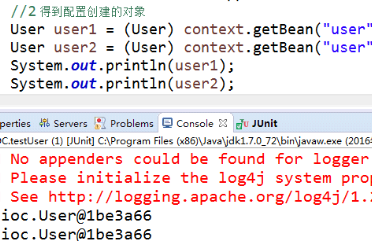 //2 得到配置创建的对象
User user1 = (User) context.getBean("user"
User user2 = (User) context.getBean("user"
System.out.println(user1);
System.out.println(user2);
perties Servers Problems Console JUnit
OC.testUser (1) [JUnit] C:\Program Files (x86)\Java\jdk1.7.0_72\bin\javaw.exe (2016
No appenders could be found for logger
Please initialize the log4j system prop
See http://logging.apache.org/log4j/1.
ioc.User@1be3a66
ioc.User@1be3a66